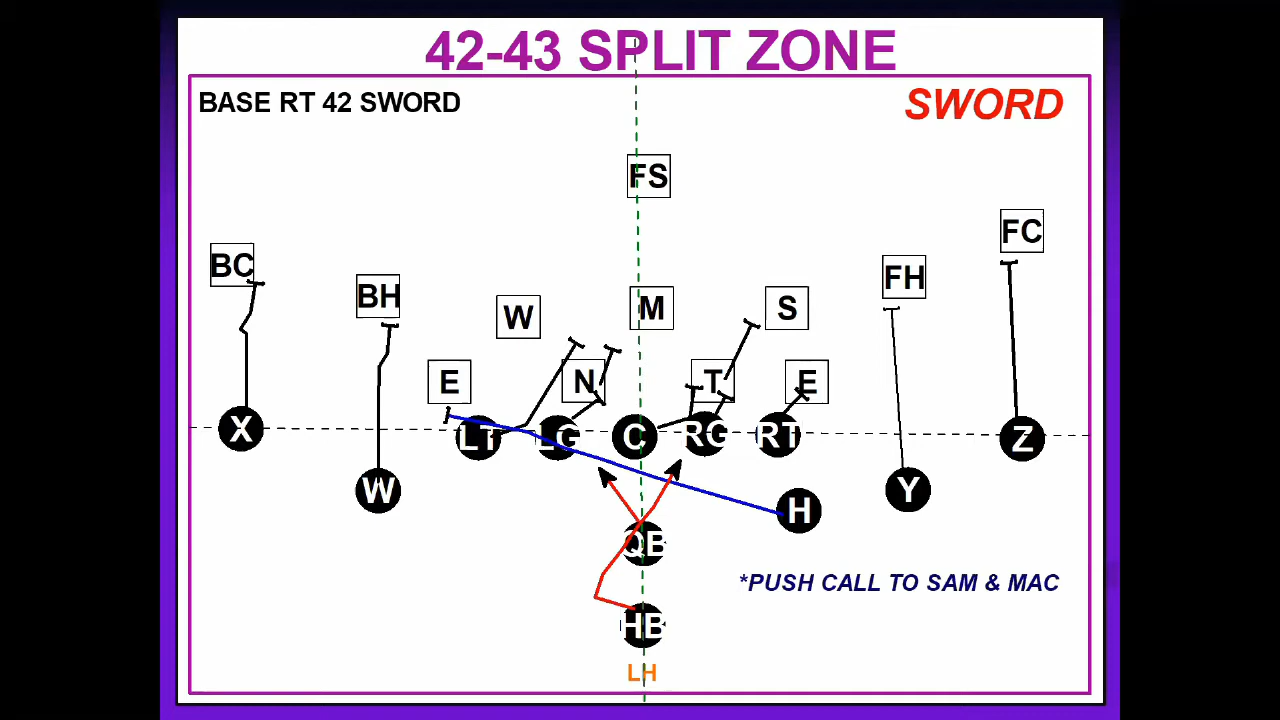 42-43 SPLIT ZONE
BASE RT 42 SWORD
SWORD
FS
BC
FC
BH
FH
W
M
S
E
N
T
E
X
LT
LG
C
RG
RT
Z
W
H
Y
QB
*PUSH CALL TO SAM & MAC
HB
LH